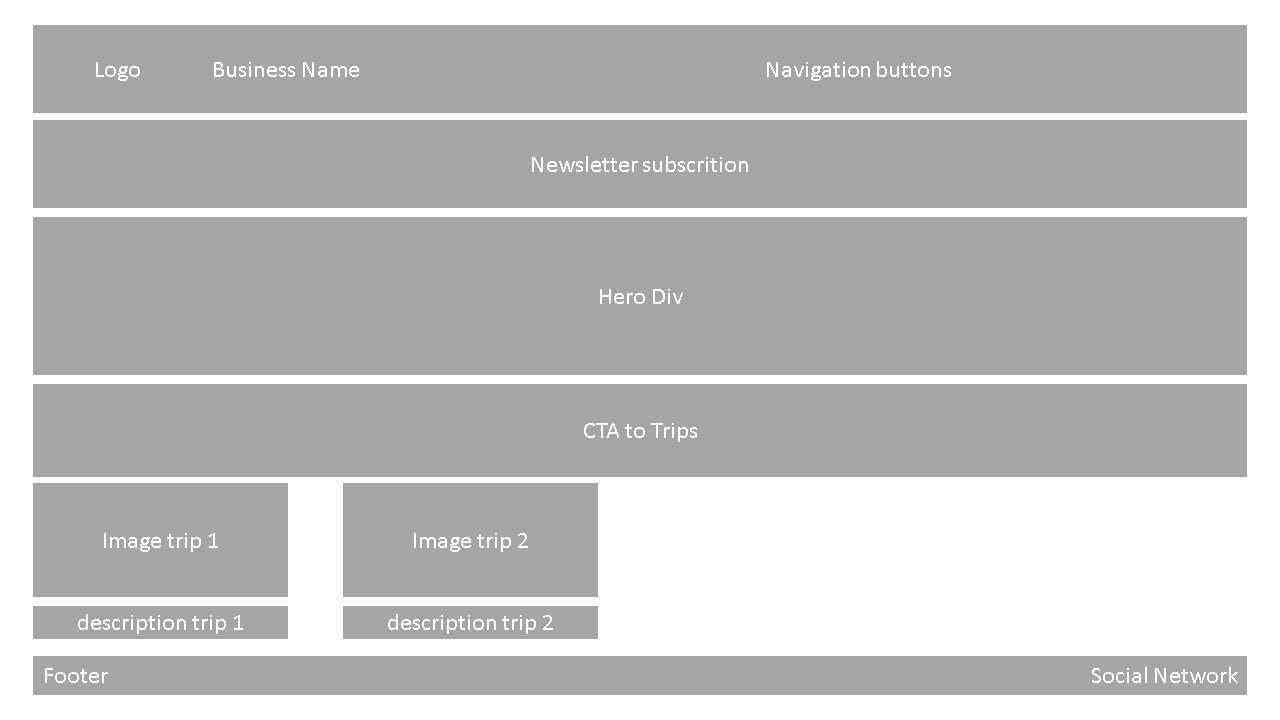 Logo Business Name Navigation buttons
Newsletter subscrition
Hero Div
CTA to Trips
Image trip 1 Image trip 2
description trip 1 description trip 2
Footer Social Network